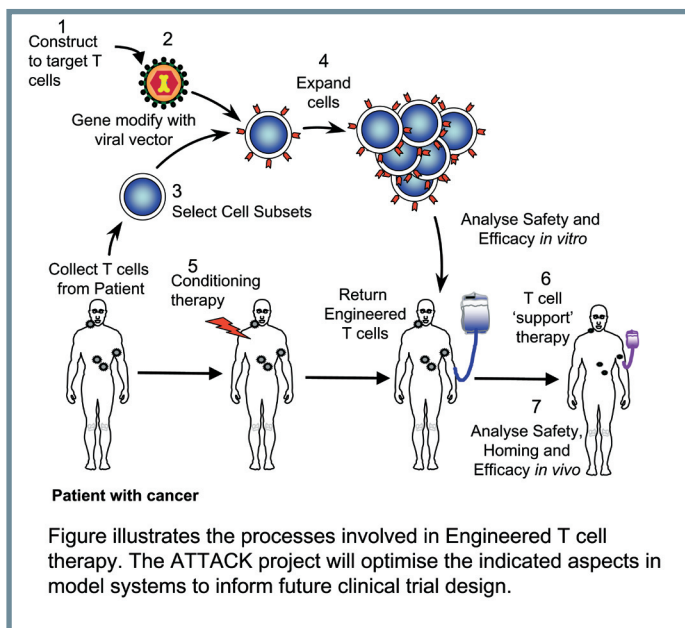 1
Construct
to target T
cells
2
Gene modify with
viral vector
3
Select Cell Subsets
4
Expand
cells
Analyse Safety and
Efficacy in vitro
Collect T cells
from Patient
5
Conditioning
therapy
Return
Engineered
T cells
6
T cell
‘support’
therapy
7
Analyse Safety,
Homing and
Efficacy in vivo
Patient with cancer
Figure illustrates the processes involved in Engineered T cell
therapy. The ATTACK project will optimise the indicated aspects in
model systems to inform future clinical trial design.